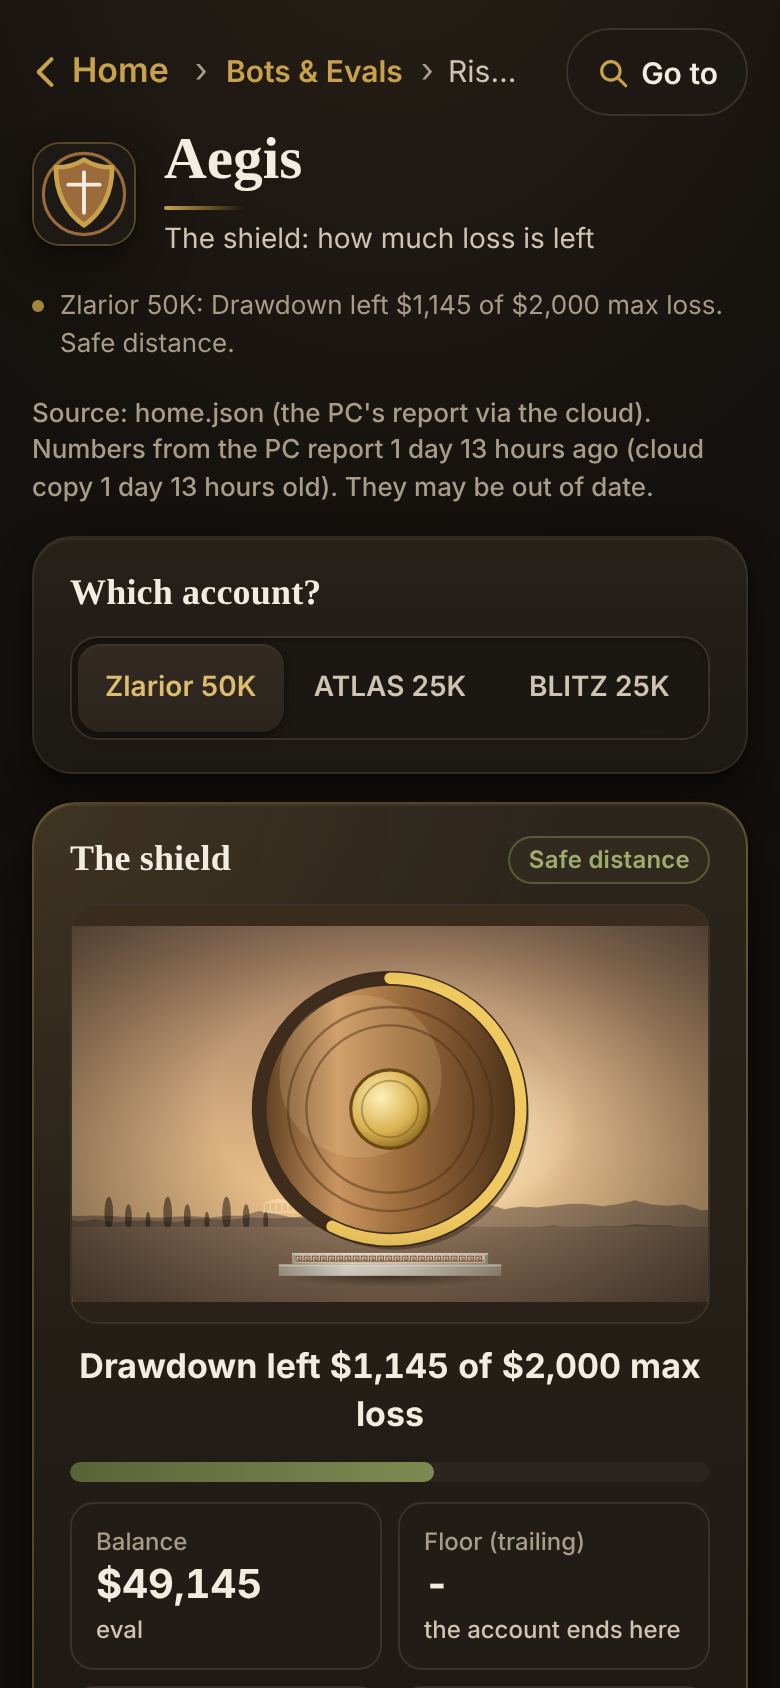 Home › Bots & Evals › Ris...
Go to
Aegis
The shield: how much loss is left
Zlarior 50K: Drawdown left $1,145 of $2,000 max loss.
Safe distance.
Source: home.json (the PC's report via the cloud).
Numbers from the PC report 1 day 13 hours ago (cloud
copy 1 day 13 hours old). They may be out of date.
Which account?
Zlarior 50K
ATLAS 25K
BLITZ 25K
The shield
Safe distance
Drawdown left $1,145 of $2,000 max
loss
Balance
$49,145
eval
Floor (trailing)
-
the account ends here